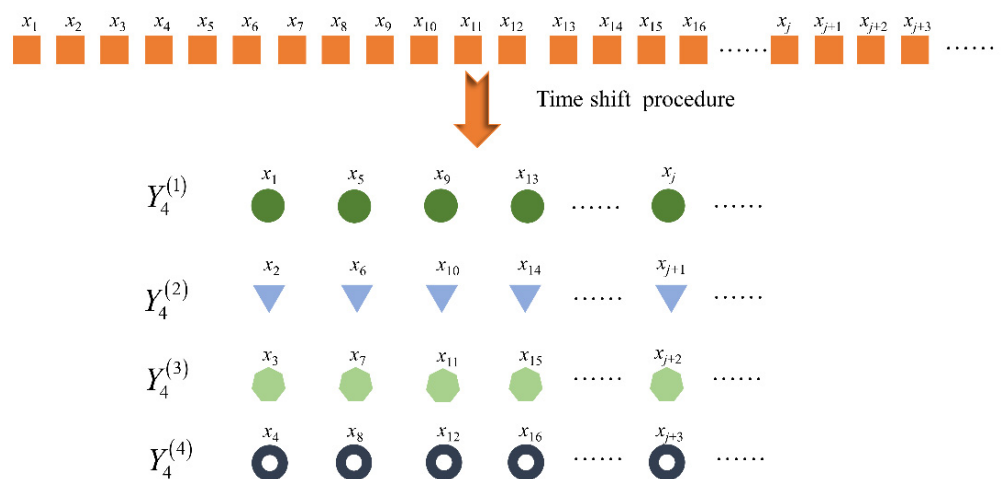 x₁ x₂ x₃ x₄ x₅ x₆ x₇ x₈ x₉ x₁₀ x₁₁ x₁₂ x₁₃ x₁₄ x₁₅ x₁₆ xⱼ xⱼ₊₁ xⱼ₊₂ xⱼ₊₃
...... ......
Time shift procedure
x₁ x₅ x₉ x₁₃ xⱼ
Y₄⁽¹⁾ ...... ......
x₂ x₆ x₁₀ x₁₄ xⱼ₊₁
Y₄⁽²⁾ ...... ......
x₃ x₇ x₁₁ x₁₅ xⱼ₊₂
Y₄⁽³⁾ ...... ......
x₄ x₈ x₁₂ x₁₆ xⱼ₊₃
Y₄⁽⁴⁾ ...... ......